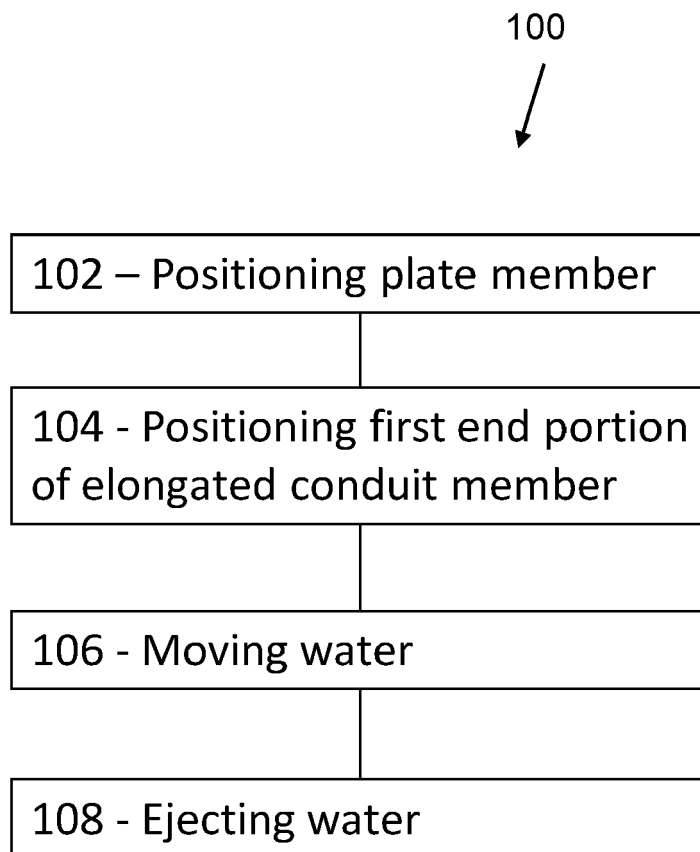 100
102 – Positioning plate member
104 - Positioning first end portion
of elongated conduit member
106 - Moving water
108 - Ejecting water